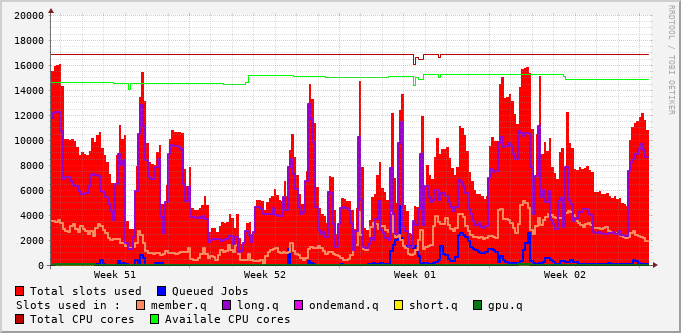 20000
18000
16000
14000
12000
10000
8000
6000
4000
2000
0
Week 51 Week 52 Week 01 Week 02
Total slots used Queued Jobs
Slots used in : member.q long.q ondemand.q short.q gpu.q
Total CPU cores Availale CPU cores
RRDTOOL / TOBI OETIKER